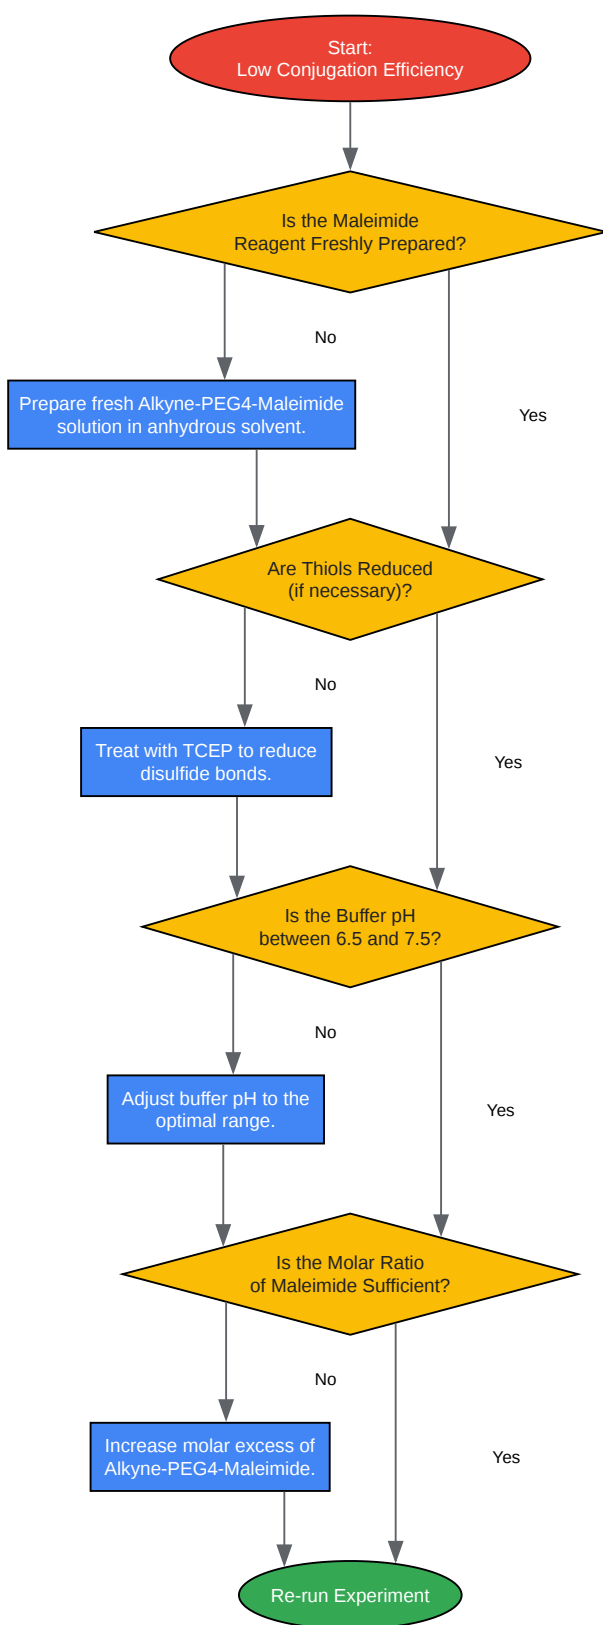 Start:
Low Conjugation Efficiency
Is the Maleimide
Reagent Freshly Prepared?
No
Prepare fresh Alkyne-PEG4-Maleimide
solution in anhydrous solvent.
Yes
Are Thiols Reduced
(if necessary)?
No
Treat with TCEP to reduce
disulfide bonds.
Yes
Is the Buffer pH
between 6.5 and 7.5?
No
Adjust buffer pH to the
optimal range.
Yes
Is the Molar Ratio
of Maleimide Sufficient?
No
Increase molar excess of
Alkyne-PEG4-Maleimide.
Yes
Re-run Experiment